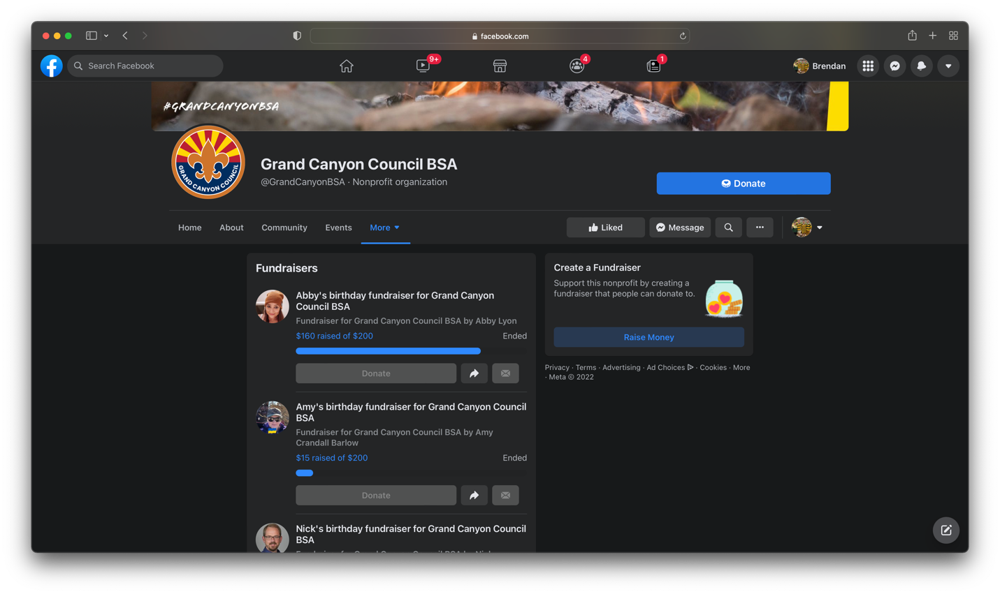 facebook.com
Search Facebook
9+
4
1
Brendan
#GRANDCANYONBSA
GRAND CANYON COUNCIL
Grand Canyon Council BSA
@GrandCanyonBSA · Nonprofit organization
Donate
Home
About
Community
Events
More
Liked
Message
Fundraisers
Abby's birthday fundraiser for Grand Canyon
Council BSA
Fundraiser for Grand Canyon Council BSA by Abby Lyon
$160 raised of $200
Ended
Donate
Amy's birthday fundraiser for Grand Canyon Council
BSA
Fundraiser for Grand Canyon Council BSA by Amy
Crandall Barlow
$15 raised of $200
Ended
Donate
Nick's birthday fundraiser for Grand Canyon Council
BSA
Create a Fundraiser
Support this nonprofit by creating a
fundraiser that people can donate to.
Raise Money
Privacy · Terms · Advertising · Ad Choices · Cookies · More
· Meta © 2022